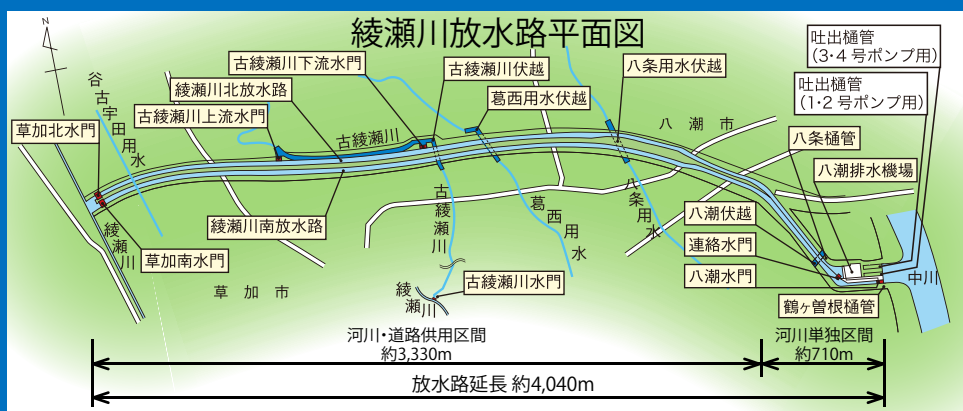 綾瀬川放水路平面図
N
吐出樋管
(3・4号ポンプ用)
吐出樋管
(1・2号ポンプ用)
古綾瀬川下流水門
古綾瀬川伏越
八条用水伏越
綾瀬川北放水路
葛西用水伏越
古綾瀬川上流水門
谷古宇田用水
草加北水門
古綾瀬川
八潮市
八条樋管
八潮排水機場
綾瀬川南放水路
古綾瀬川
葛西用水
八条用水
八潮伏越
連絡水門
八潮水門
綾瀬川
草加南水門
草加市
綾瀬川
古綾瀬川水門
中川
鶴ヶ曽根樋管
河川・道路供用区間
約3,330m
河川単独区間
約710m
放水路延長 約4,040m